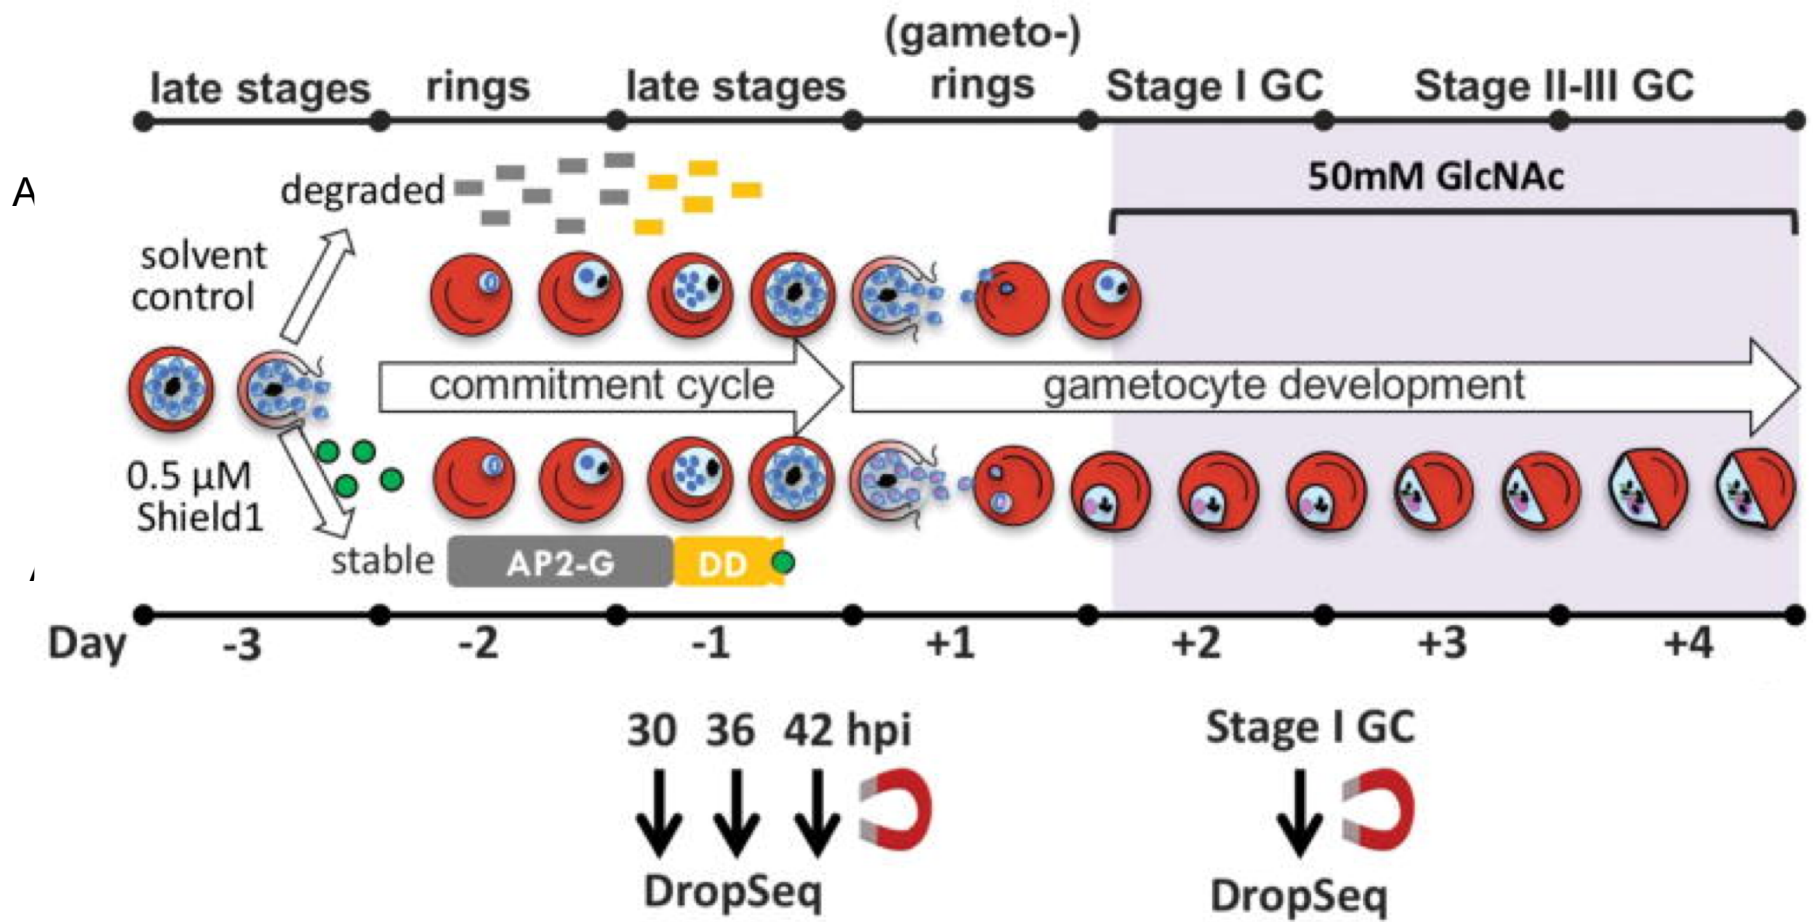 (gameto-)
late stages rings late stages rings Stage I GC Stage II-III GC
A
degraded
50mM GlcNAc
solvent
control
commitment cycle
gametocyte development
0.5 µM
Shield1
stable
AP2-G DD
Day -3 -2 -1 +1 +2 +3 +4
30 36 42 hpi
Stage I GC
DropSeq
DropSeq